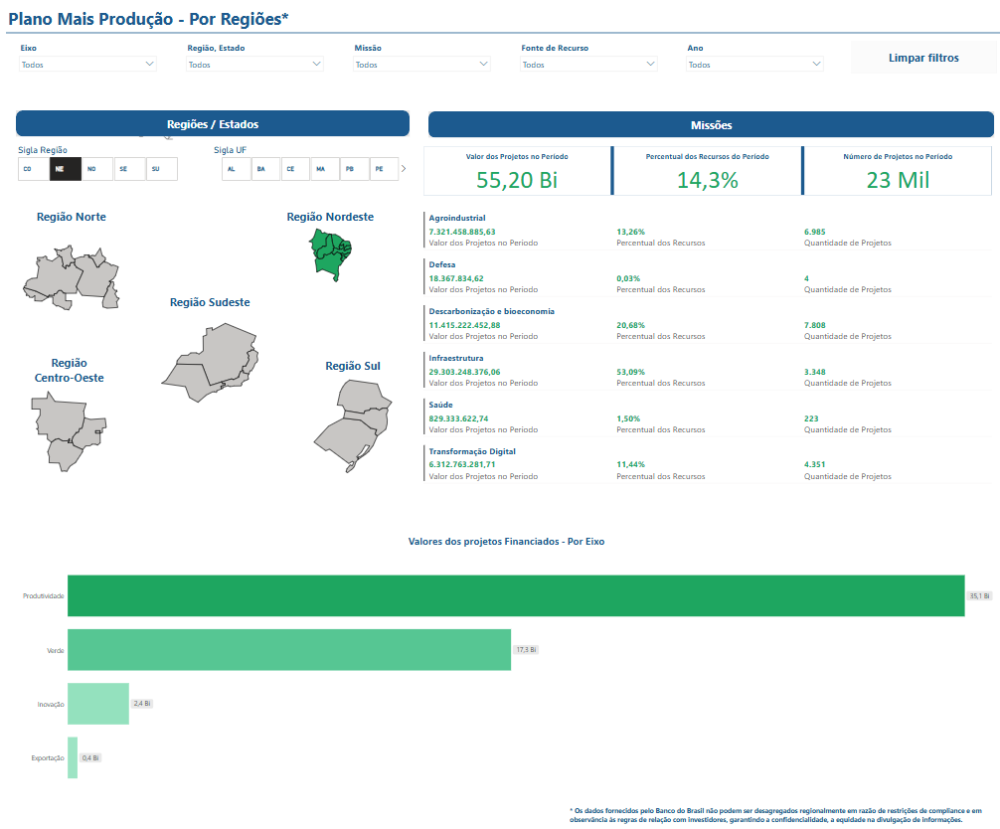 Plano Mais Produção - Por Regiões*
Eixo
Todos
Região, Estado
Todos
Missão
Todos
Fonte de Recurso
Todos
Ano
Todos
Limpar filtros
Regiões / Estados
Sigla Região
CO NE NO SE SU
Sigla UF
AL BA CE MA PB PE
Região Norte
Região Nordeste
Região Sudeste
Região
Centro-Oeste
Região Sul
Missões
Valor dos Projetos no Período
55,20 Bi
Percentual dos Recursos do Período
14,3%
Número de Projetos no Período
23 Mil
Agroindustrial
7.321.458.885,63 13,26% 6.985
Valor dos Projetos no Período Percentual dos Recursos Quantidade de Projetos
Defesa
18.367.834,62 0,03% 4
Valor dos Projetos no Período Percentual dos Recursos Quantidade de Projetos
Descarbonização e bioeconomia
11.415.222.452,88 20,68% 7.808
Valor dos Projetos no Período Percentual dos Recursos Quantidade de Projetos
Infraestrutura
29.303.248.376,06 53,09% 3.348
Valor dos Projetos no Período Percentual dos Recursos Quantidade de Projetos
Saúde
829.333.622,74 1,50% 223
Valor dos Projetos no Período Percentual dos Recursos Quantidade de Projetos
Transformação Digital
6.312.763.281,71 11,44% 4.351
Valor dos Projetos no Período Percentual dos Recursos Quantidade de Projetos
Valores dos projetos Financiados - Por Eixo
Produtividade 35,1 Bi
Verde 17,3 Bi
Inovação 2,4 Bi
Exportação 0,4 Bi
* Os dados fornecidos pelo Banco do Brasil não podem ser desagregados regionalmente em razão de restrições de compliance e em
observância às regras de relação com investidores, garantindo a confidencialidade, a equidade na divulgação de informações.